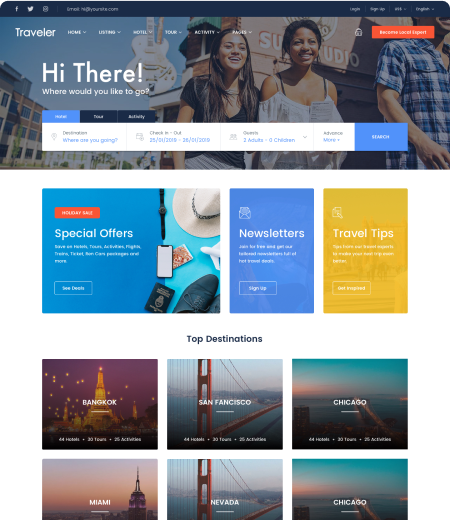 Email: hi@yoursite.com
Login Sign Up US$ English
Traveler HOME LISTING HOTEL TOUR ACTIVITY PAGES Become Local Expert
Hi There!
Where would you like to go?
Hotel Tour Activity
Destination Check In - Out Guests Advance
Where are you going? 25/01/2019 - 26/01/2019 2 Adults - 0 Children More + SEARCH
HOLIDAY SALE
Special Offers
Save on Hotels, Tours, Activities, Flights,
Trains, Ticket, Ren Cars packages and
more.
See Deals
Newsletters
Join for free and get our
tailored newsletters full of
hot travel deals.
Sign Up
Travel Tips
Tips from our travel experts
to make your next trip even
better.
Get Inspired
Top Destinations
BANGKOK
44 Hotels • 30 Tours • 25 Activities
SAN FANCISCO
44 Hotels • 30 Tours • 25 Activities
CHICAGO
44 Hotels • 30 Tours • 25 Activities
MIAMI NEVADA CHICAGO